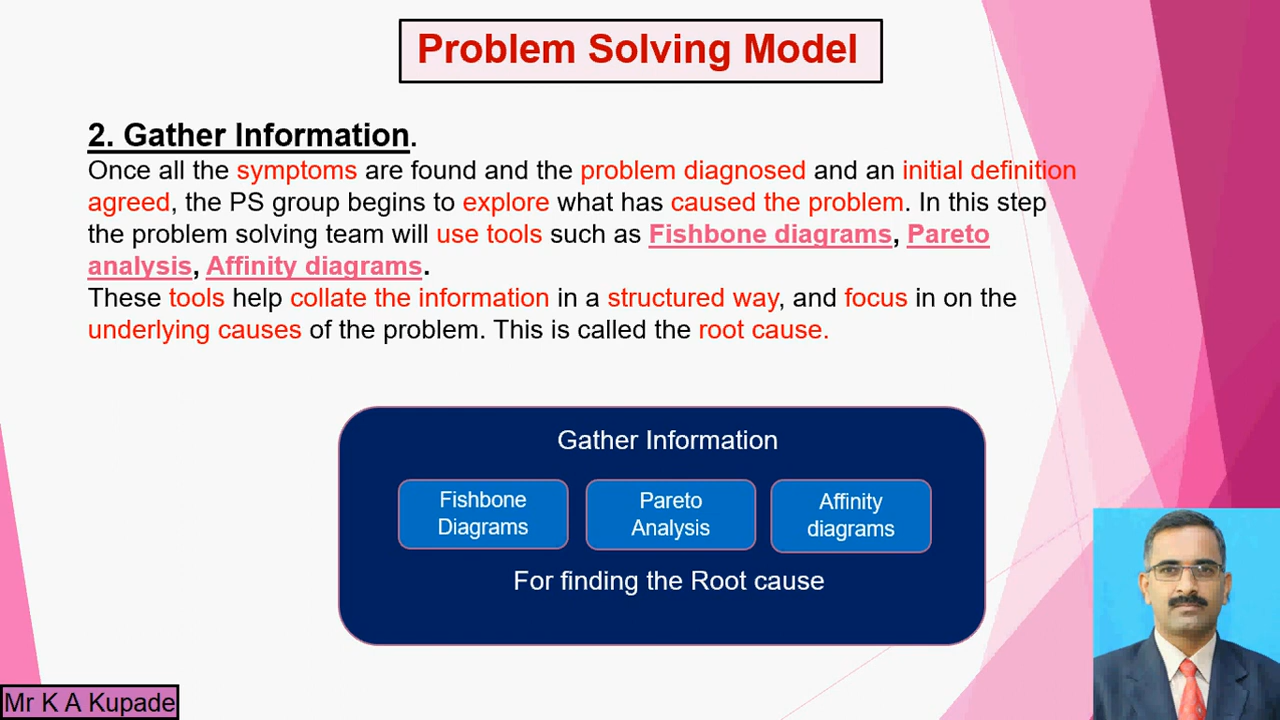 Problem Solving Model
2. Gather Information.
Once all the symptoms are found and the problem diagnosed and an initial definition
agreed, the PS group begins to explore what has caused the problem. In this step
the problem solving team will use tools such as Fishbone diagrams, Pareto
analysis, Affinity diagrams.
These tools help collate the information in a structured way, and focus in on the
underlying causes of the problem. This is called the root cause.
Gather Information
Fishbone
Diagrams
Pareto
Analysis
Affinity
diagrams
For finding the Root cause
Mr K A Kupade